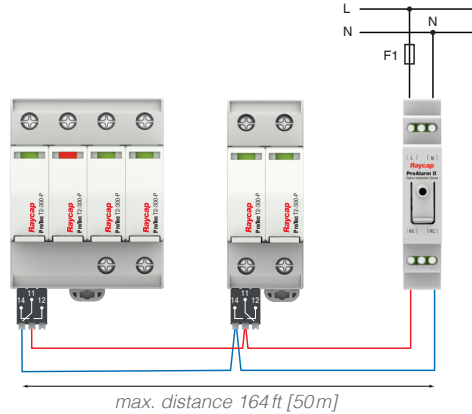 L
N
N
F1
Raycap
ProTec T2-300-P
Raycap
ProTec T2-300-P
Raycap
ProTec T2-300-P
Raycap
ProTec T2-300-P
Raycap
ProTec T2-300-P
Raycap
ProTec T2-300-P
L N
Raycap
ProAlarm II
RC RC
11
14 12
11
14 12
max. distance 164 ft [50 m]